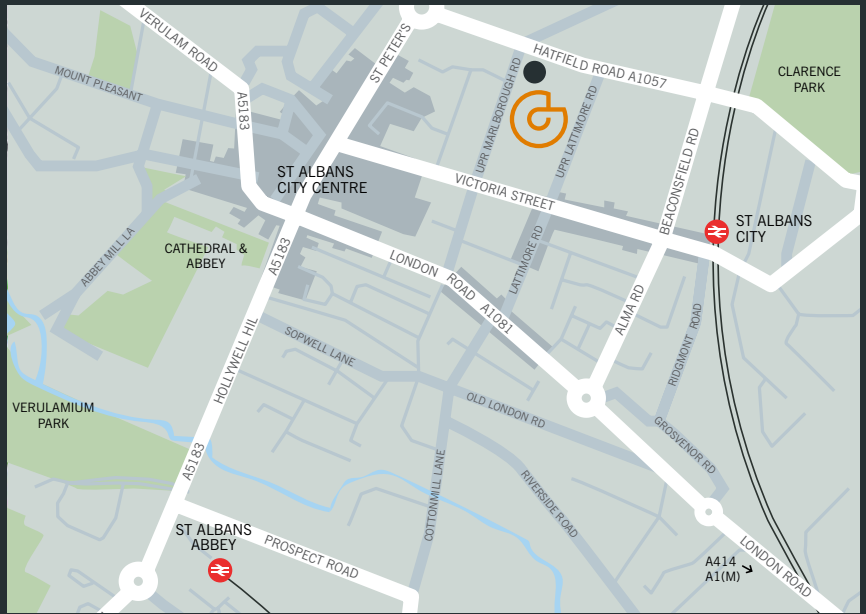 VERULAM ROAD
ST PETER'S
HATFIELD ROAD A1057
CLARENCE
PARK
MOUNT PLEASANT
A5183
UPR MARLBOROUGH RD
UPR LATTIMORE RD
BEACONSFIELD RD
ST ALBANS
CITY CENTRE
VICTORIA STREET
ST ALBANS
CITY
ABBEY MILL LA
CATHEDRAL &
ABBEY
A5183
LONDON ROAD A1081
LATTIMORE RD
ALMA RD
RIDGMONT ROAD
HOLLYWELL HIL
SOPWELL LANE
VERULAMIUM
PARK
OLD LONDON RD
GROSVENOR RD
A5183
COTTONMILL LANE
RIVERSIDE ROAD
ST ALBANS
ABBEY
PROSPECT ROAD
A414
A1(M)
LONDON ROAD